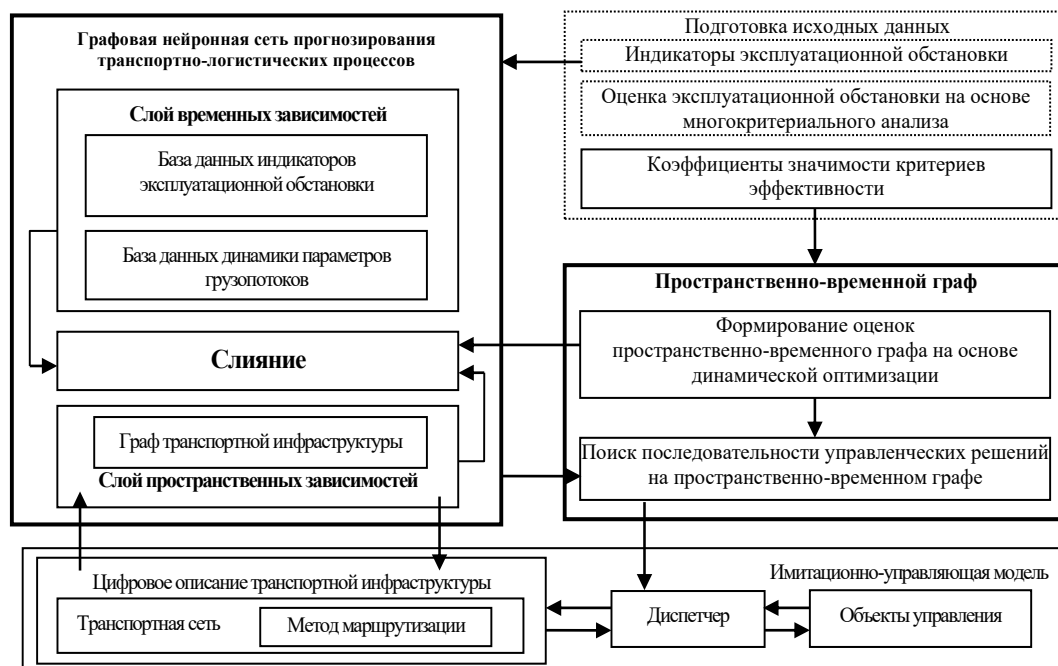 Графовая нейронная сеть прогнозирования
транспортно-логистических процессов
Слой временных зависимостей
База данных индикаторов
эксплуатационной обстановки
База данных динамики параметров
грузопотоков
Слияние
Граф транспортной инфраструктуры
Слой пространственных зависимостей
Подготовка исходных данных
Индикаторы эксплуатационной обстановки
Оценка эксплуатационной обстановки на основе
многокритериального анализа
Коэффициенты значимости критериев
эффективности
Пространственно-временной граф
Формирование оценок
пространственно-временного графа на основе
динамической оптимизации
Поиск последовательности управленческих решений
на пространственно-временном графе
Имитационно-управляющая модель
Цифровое описание транспортной инфраструктуры
Транспортная сеть
Метод маршрутизации
Диспетчер
Объекты управления